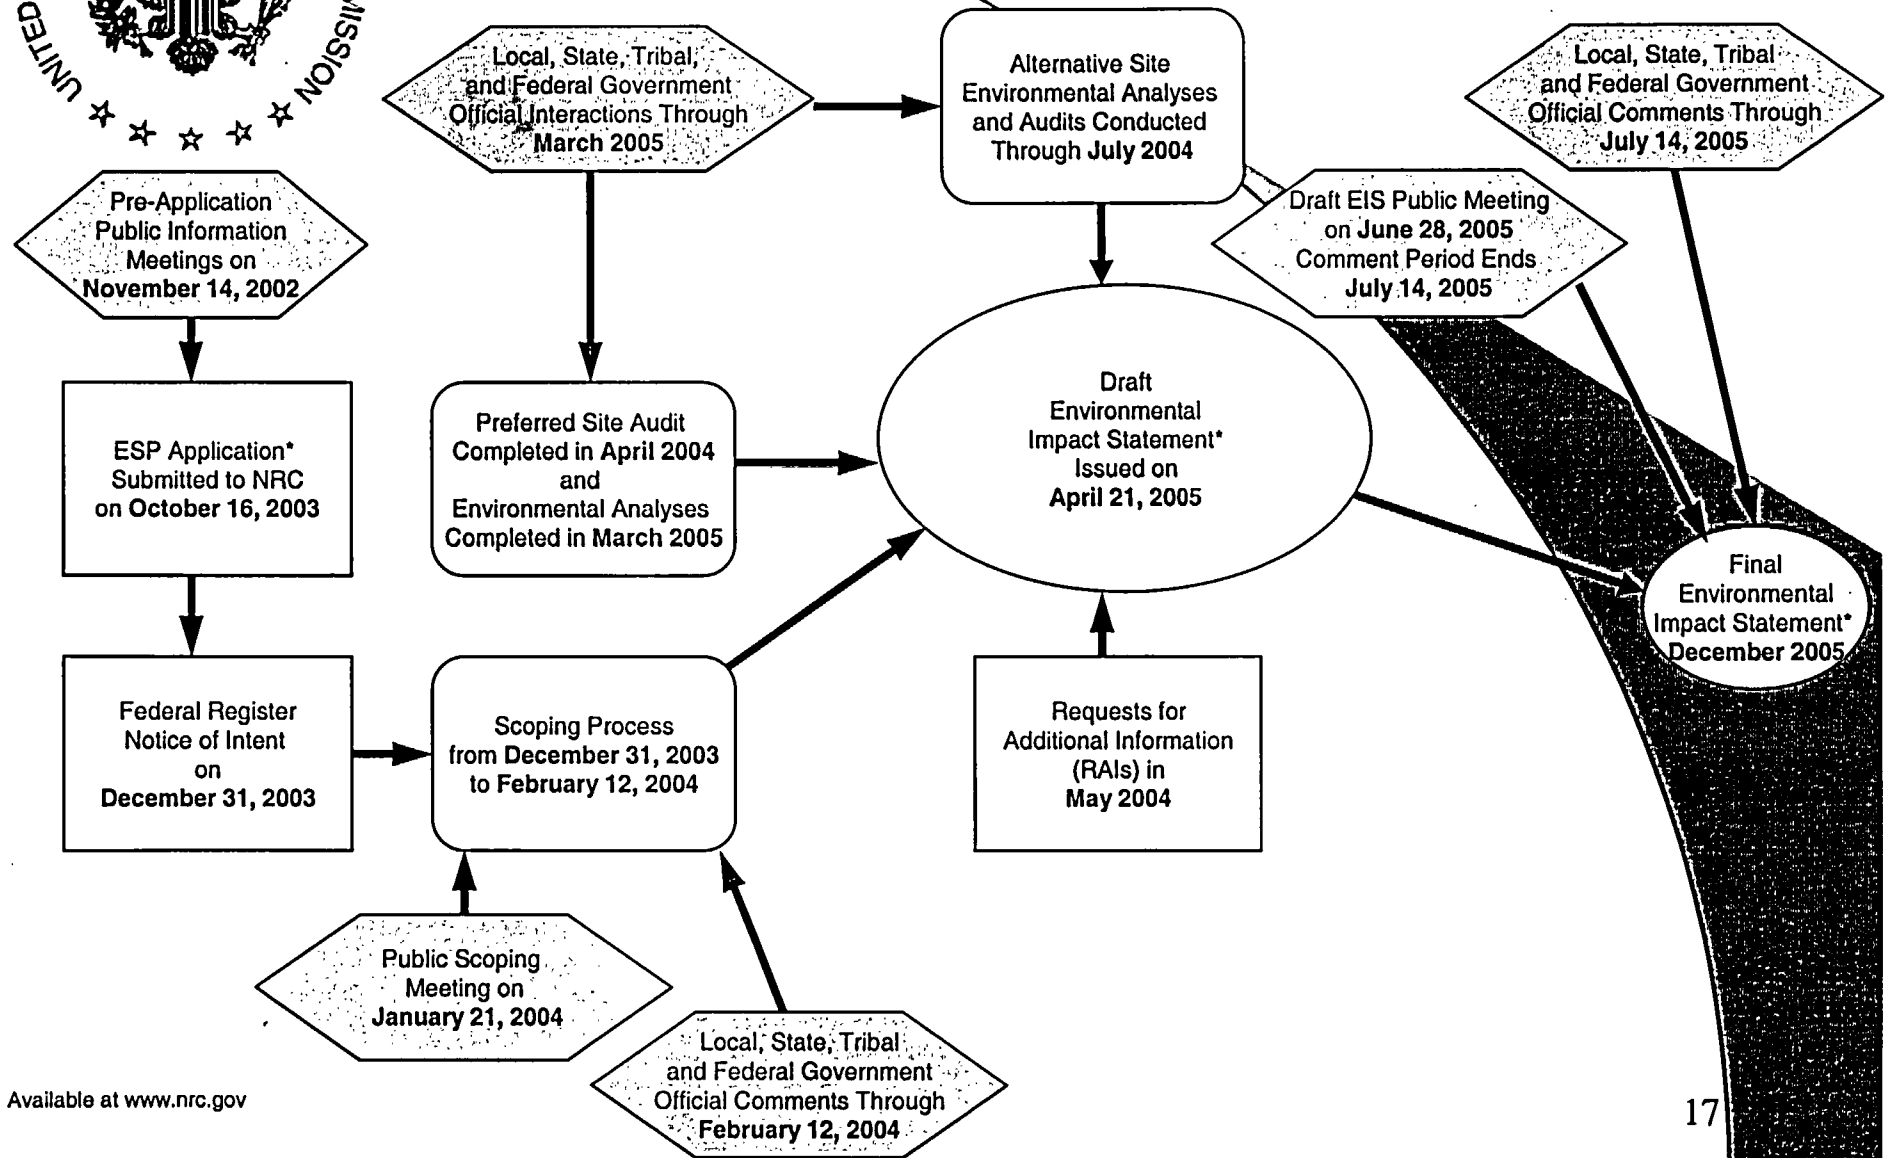 UNITED
MISSION
Local, State, Tribal,
and Federal Government
Official Interactions Through
March 2005
Alternative Site
Environmental Analyses
and Audits Conducted
Through July 2004
Local, State, Tribal
and Federal Government
Official Comments Through
July 14, 2005
Pre-Application
Public Information
Meetings on
November 14, 2002
Draft EIS Public Meeting
on June 28, 2005
Comment Period Ends
July 14, 2005
ESP Application*
Submitted to NRC
on October 16, 2003
Preferred Site Audit
Completed in April 2004
and
Environmental Analyses
Completed in March 2005
Draft
Environmental
Impact Statement*
Issued on
April 21, 2005
Final
Environmental
Impact Statement*
December 2005
Federal Register
Notice of Intent
on
December 31, 2003
Scoping Process
from December 31, 2003
to February 12, 2004
Requests for
Additional Information
(RAIs) in
May 2004
Public Scoping
Meeting on
January 21, 2004
Local, State, Tribal
and Federal Government
Official Comments Through
February 12, 2004
Available at www.nrc.gov
17